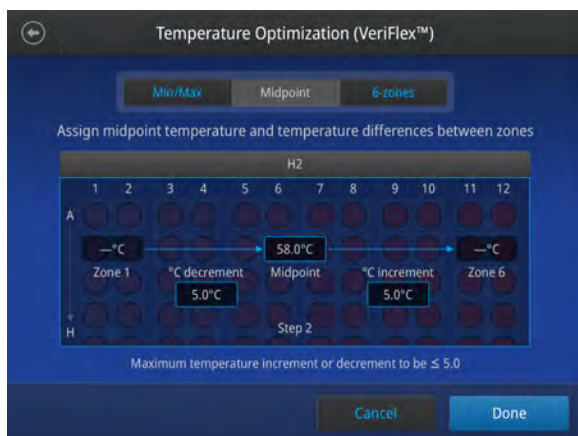 Temperature Optimization (VeriFlex™)
Min/Max Midpoint 6-zones
Assign midpoint temperature and temperature differences between zones
H2
1 2 3 4 5 6 7 8 9 10 11 12
A
—°C 58.0°C —°C
Zone 1 °C decrement Midpoint °C increment Zone 6
5.0°C 5.0°C
H Step 2
Maximum temperature increment or decrement to be ≤ 5.0
Cancel Done